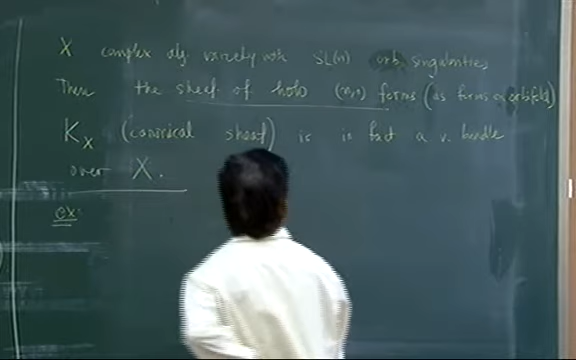 X complex alg. variety with SL(n) orb. singularities,
Then the sheaf of holo (n,0) forms (as forms on orbifold)
K_X (canonical sheaf) is in fact a v. bundle
over X.
ex: